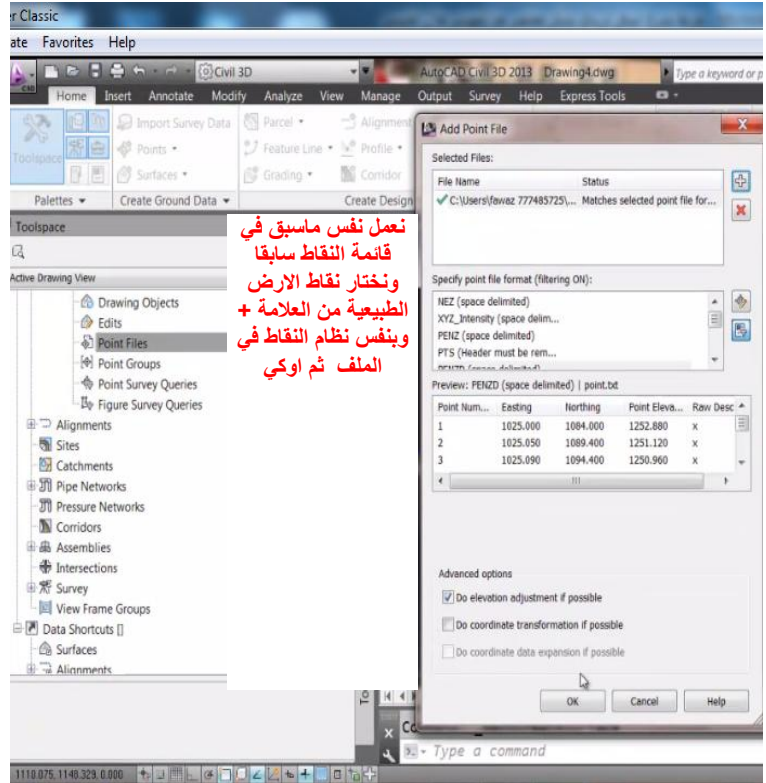 r Classic
ate Favorites Help
Civil 3D
AutoCAD Civil 3D 2013 Drawing4.dwg
Type a keyword or p
Home Insert Annotate Modify Analyze View Manage Output Survey Help Express Tools
Toolspace
Import Survey Data
Points
Surfaces
Parcel
Feature Line
Grading
Alignment
Profile
Corridor
Palettes
Create Ground Data
Create Design
Toolspace
Active Drawing View
Drawing Objects
Edits
Point Files
Point Groups
Point Survey Queries
Figure Survey Queries
Alignments
Sites
Catchments
Pipe Networks
Pressure Networks
Corridors
Assemblies
Intersections
Survey
View Frame Groups
Data Shortcuts []
Surfaces
Alignments
نعمل نفس ماسبق في
قائمة النقاط سابقا
ونختار نقاط الارض
الطبيعية من العلامة +
وبنفس نظام النقاط في
الملف ثم اوكي
Add Point File
Selected Files:
File Name Status
C:\Users\fawaz 777485725\... Matches selected point file for...
Specify point file format (filtering ON):
NEZ (space delimited)
XYZ_Intensity (space delim...
PENZ (space delimited)
PTS (Header must be rem...
PENZD (space delimited)
Preview: PENZD (space delimited) | point.txt
Point Num... Easting Northing Point Eleva... Raw Desc
1 1025.000 1084.000 1252.880 x
2 1025.050 1089.400 1251.120 x
3 1025.090 1094.400 1250.960 x
Advanced options
Do elevation adjustment if possible
Do coordinate transformation if possible
Do coordinate data expansion if possible
OK Cancel Help
Type a command
1118.075, 1148.329, 0.000